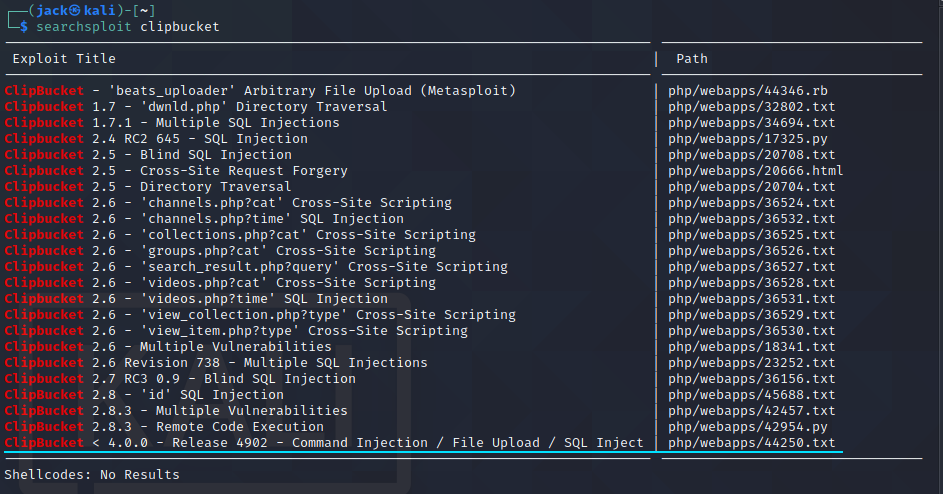 ┌──(jack㉿kali)-[~]
└─$ searchsploit clipbucket
Exploit Title | Path
ClipBucket - 'beats_uploader' Arbitrary File Upload (Metasploit) | php/webapps/44346.rb
Clipbucket 1.7 - 'dwnld.php' Directory Traversal | php/webapps/32802.txt
Clipbucket 1.7.1 - Multiple SQL Injections | php/webapps/34694.txt
Clipbucket 2.4 RC2 645 - SQL Injection | php/webapps/17325.py
Clipbucket 2.5 - Blind SQL Injection | php/webapps/20708.txt
Clipbucket 2.5 - Cross-Site Request Forgery | php/webapps/20666.html
Clipbucket 2.5 - Directory Traversal | php/webapps/20704.txt
Clipbucket 2.6 - 'channels.php?cat' Cross-Site Scripting | php/webapps/36524.txt
Clipbucket 2.6 - 'channels.php?time' SQL Injection | php/webapps/36532.txt
Clipbucket 2.6 - 'collections.php?cat' Cross-Site Scripting | php/webapps/36525.txt
Clipbucket 2.6 - 'groups.php?cat' Cross-Site Scripting | php/webapps/36526.txt
Clipbucket 2.6 - 'search_result.php?query' Cross-Site Scripting | php/webapps/36527.txt
Clipbucket 2.6 - 'videos.php?cat' Cross-Site Scripting | php/webapps/36528.txt
Clipbucket 2.6 - 'videos.php?time' SQL Injection | php/webapps/36531.txt
Clipbucket 2.6 - 'view_collection.php?type' Cross-Site Scripting | php/webapps/36529.txt
Clipbucket 2.6 - 'view_item.php?type' Cross-Site Scripting | php/webapps/36530.txt
Clipbucket 2.6 - Multiple Vulnerabilities | php/webapps/18341.txt
Clipbucket 2.6 Revision 738 - Multiple SQL Injections | php/webapps/23252.txt
Clipbucket 2.7 RC3 0.9 - Blind SQL Injection | php/webapps/36156.txt
Clipbucket 2.8 - 'id' SQL Injection | php/webapps/45688.txt
ClipBucket 2.8.3 - Multiple Vulnerabilities | php/webapps/42457.txt
ClipBucket 2.8.3 - Remote Code Execution | php/webapps/42954.py
ClipBucket < 4.0.0 - Release 4902 - Command Injection / File Upload / SQL Inject | php/webapps/44250.txt
Shellcodes: No Results